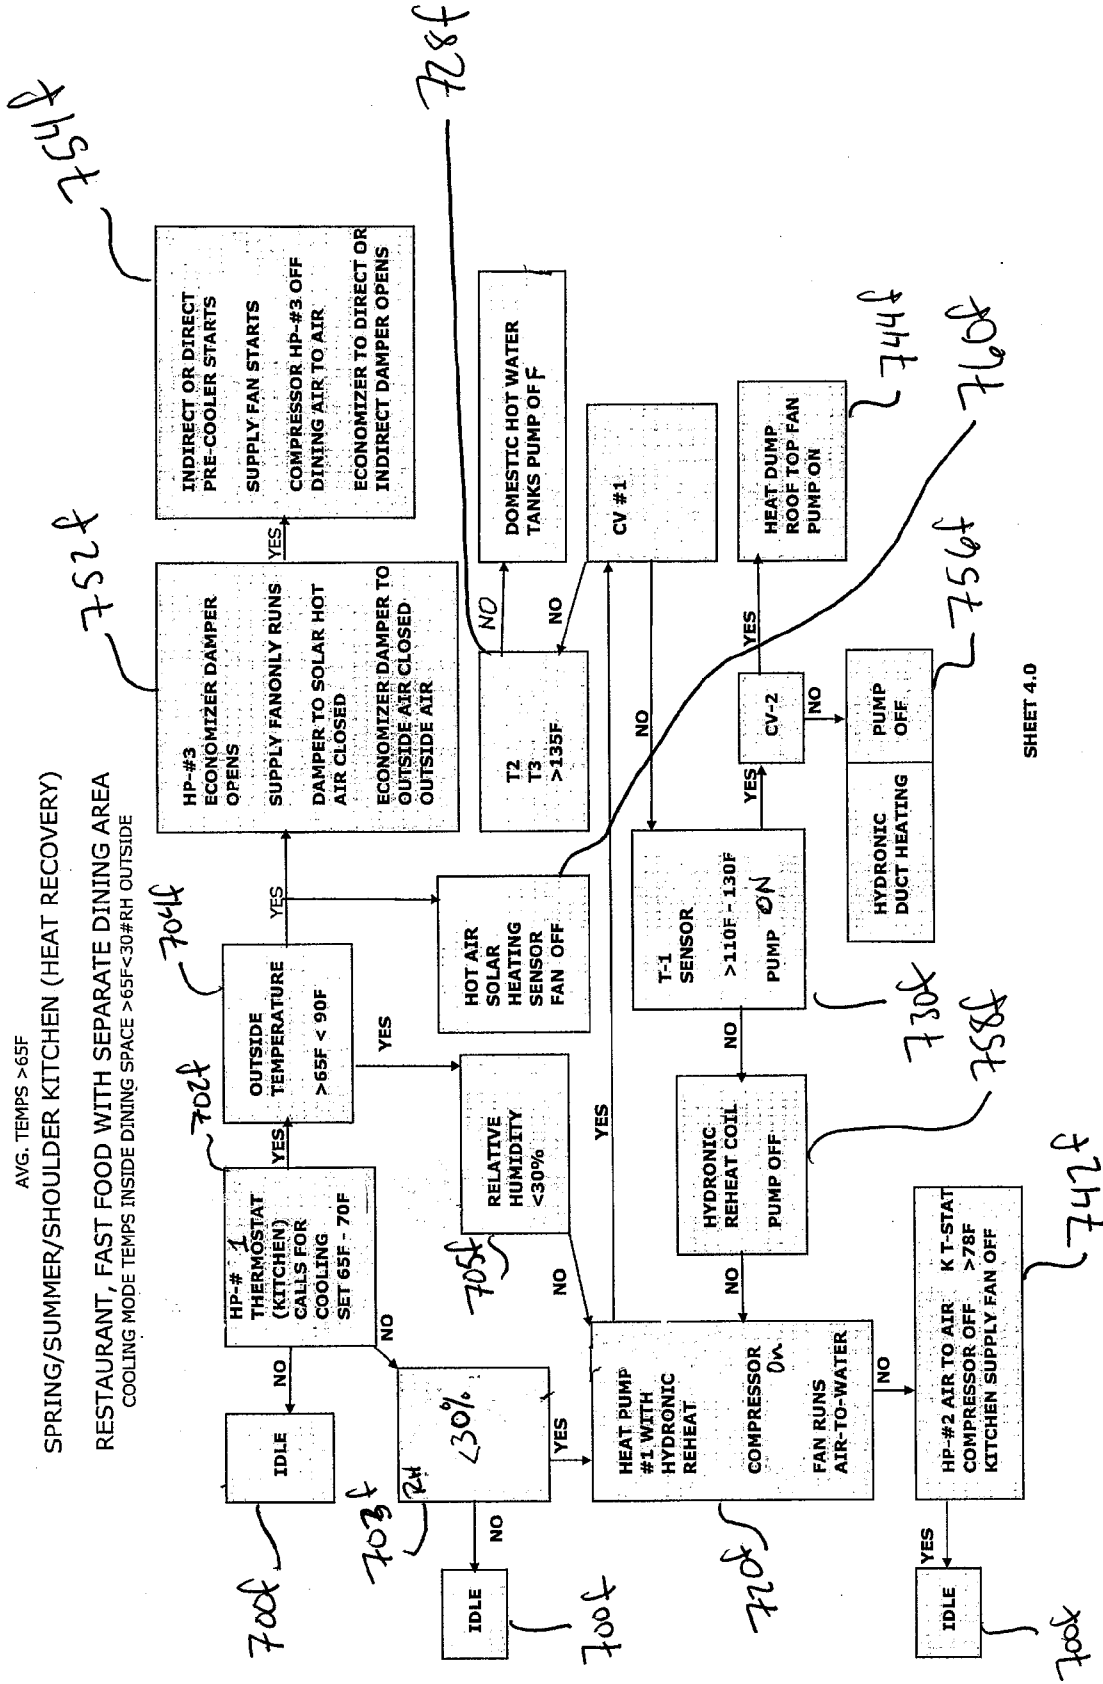 AVG. TEMPS >65F
SPRING/SUMMER/SHOULDER KITCHEN (HEAT RECOVERY)
RESTAURANT, FAST FOOD WITH SEPARATE DINING AREA
COOLING MODE TEMPS INSIDE DINING SPACE >65F<30#RH OUTSIDE
700f
IDLE
NO
702f
HP-# 1
THERMOSTAT
(KITCHEN)
CALLS FOR
COOLING
SET 65F - 70F
YES
NO
704f
OUTSIDE
TEMPERATURE
>65F < 90F
YES
YES
752f
HP-#3
ECONOMIZER DAMPER
OPENS
SUPPLY FANONLY RUNS
DAMPER TO SOLAR HOT
AIR CLOSED
ECONOMIZER DAMPER TO
OUTSIDE AIR CLOSED
OUTSIDE AIR
YES
754f
INDIRECT OR DIRECT
PRE-COOLER STARTS
SUPPLY FAN STARTS
COMPRESSOR HP-#3 OFF
DINING AIR TO AIR
ECONOMIZER TO DIRECT OR
INDIRECT DAMPER OPENS
703f
RH
<30%
NO
YES
IDLE
700f
705f
RELATIVE
HUMIDITY
<30%
NO
HOT AIR
SOLAR
HEATING
SENSOR
FAN OFF
760f
T2
T3
>135F
728f
NO
DOMESTIC HOT WATER
TANKS PUMP OFF
NO
CV #1
YES
NO
HEAT PUMP
#1 WITH
HYDRONIC
REHEAT
COMPRESSOR
On
FAN RUNS
AIR-TO-WATER
720f
NO
NO
HYDRONIC
REHEAT COIL
PUMP OFF
758f
NO
T-1
SENSOR
>110F - 130F
PUMP ON
730f
YES
CV-2
YES
NO
HEAT DUMP
ROOF TOP FAN
PUMP ON
744f
HYDRONIC
DUCT HEATING
PUMP
OFF
756f
HP-#2 AIR TO AIR K T-STAT
COMPRESSOR OFF >78F
KITCHEN SUPPLY FAN OFF
742f
YES
IDLE
700f
SHEET 4.0